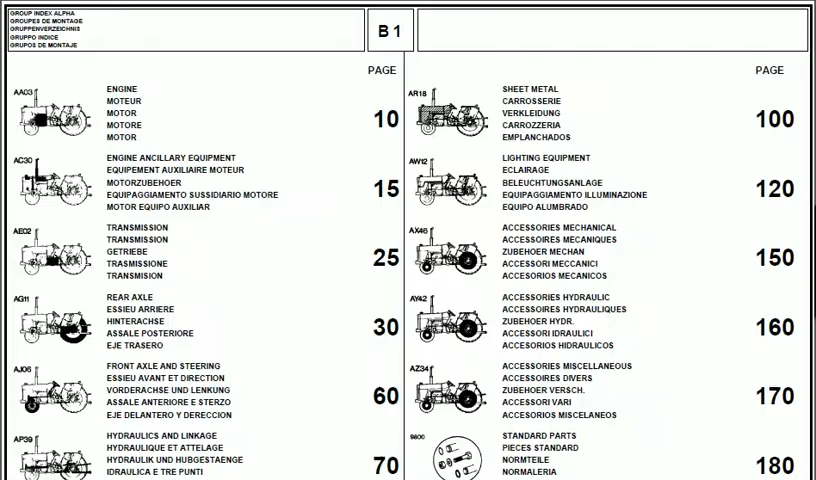 GROUP INDEX ALPHA
GROUPES DE MONTAGE
GRUPPENVERZEICHNIS
GRUPPO INDICE
GRUPOS DE MONTAJE
B 1
PAGE
AA03
ENGINE
MOTEUR
MOTOR
MOTORE
MOTOR
10
AC30
ENGINE ANCILLARY EQUIPMENT
EQUIPEMENT AUXILIAIRE MOTEUR
MOTORZUBEHOER
EQUIPAGGIAMENTO SUSSIDIARIO MOTORE
MOTOR EQUIPO AUXILIAR
15
AE02
TRANSMISSION
TRANSMISSION
GETRIEBE
TRASMISSIONE
TRANSMISION
25
AG11
REAR AXLE
ESSIEU ARRIERE
HINTERACHSE
ASSALE POSTERIORE
EJE TRASERO
30
AJ06
FRONT AXLE AND STEERING
ESSIEU AVANT ET DIRECTION
VORDERACHSE UND LENKUNG
ASSALE ANTERIORE E STERZO
EJE DELANTERO Y DERECCION
60
AP39
HYDRAULICS AND LINKAGE
HYDRAULIQUE ET ATTELAGE
HYDRAULIK UND HUBGESTAENGE
IDRAULICA E TRE PUNTI
70
PAGE
AR18
SHEET METAL
CARROSSERIE
VERKLEIDUNG
CARROZZERIA
EMPLANCHADOS
100
AW12
LIGHTING EQUIPMENT
ECLAIRAGE
BELEUCHTUNGSANLAGE
EQUIPAGGIAMENTO ILLUMINAZIONE
EQUIPO ALUMBRADO
120
AX46
ACCESSORIES MECHANICAL
ACCESSOIRES MECANIQUES
ZUBEHOER MECHAN
ACCESSORI MECCANICI
ACCESORIOS MECANICOS
150
AY42
ACCESSORIES HYDRAULIC
ACCESSOIRES HYDRAULIQUES
ZUBEHOER HYDR.
ACCESSORI IDRAULICI
ACCESORIOS HIDRAULICOS
160
AZ34
ACCESSORIES MISCELLANEOUS
ACCESSOIRES DIVERS
ZUBEHOER VERSCH.
ACCESSORI VARI
ACCESORIOS MISCELANEOS
170
9800
STANDARD PARTS
PIECES STANDARD
NORMTEILE
NORMALERIA
180